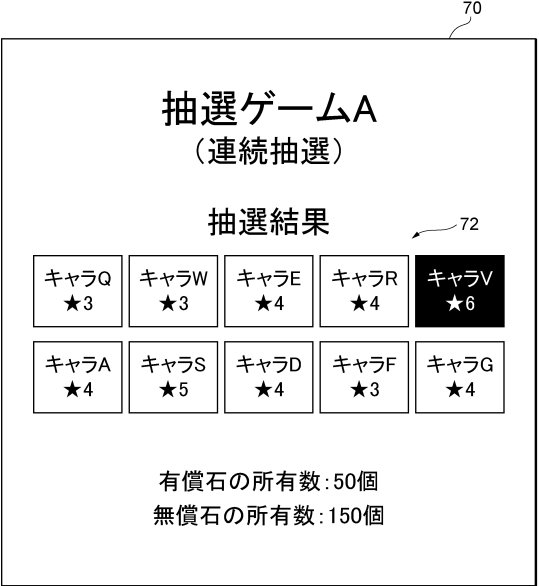 70
抽選ゲームA
（連続抽選）
抽選結果
72
キャラQ キャラW キャラE キャラR キャラV
★3 ★3 ★4 ★4 ★6
キャラA キャラS キャラD キャラF キャラG
★4 ★5 ★4 ★3 ★4
有償石の所有数：50個
無償石の所有数：150個